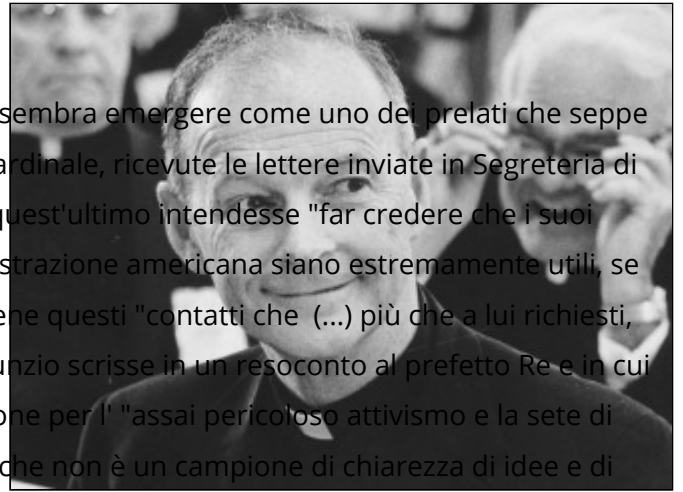 sembra emergere come uno dei prelati che seppe
ardinale, ricevute le lettere inviate in Segreteria di
quest'ultimo intendesse "far credere che i suoi
strazione americana siano estremamente utili, se
ene questi "contatti che (...) più che a lui richiesti,
unzio scrisse in un resoconto al prefetto Re e in cui
one per l' "assai pericoloso attivismo e la sete di
che non è un campione di chiarezza di idee e di